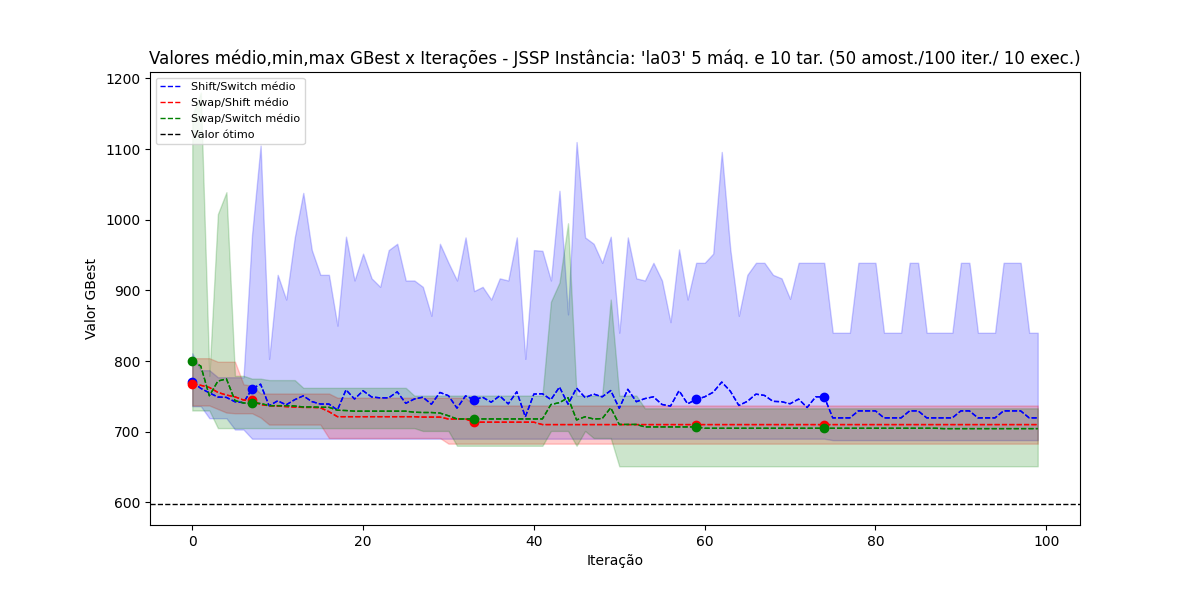 Valores médio,min,max GBest x Iterações - JSSP Instância: 'la03' 5 máq. e 10 tar. (50 amost./100 iter./ 10 exec.)
Shift/Switch médio
Swap/Shift médio
Swap/Switch médio
Valor ótimo
Valor GBest
1200
1100
1000
900
800
700
600
0 20 40 60 80 100
Iteração